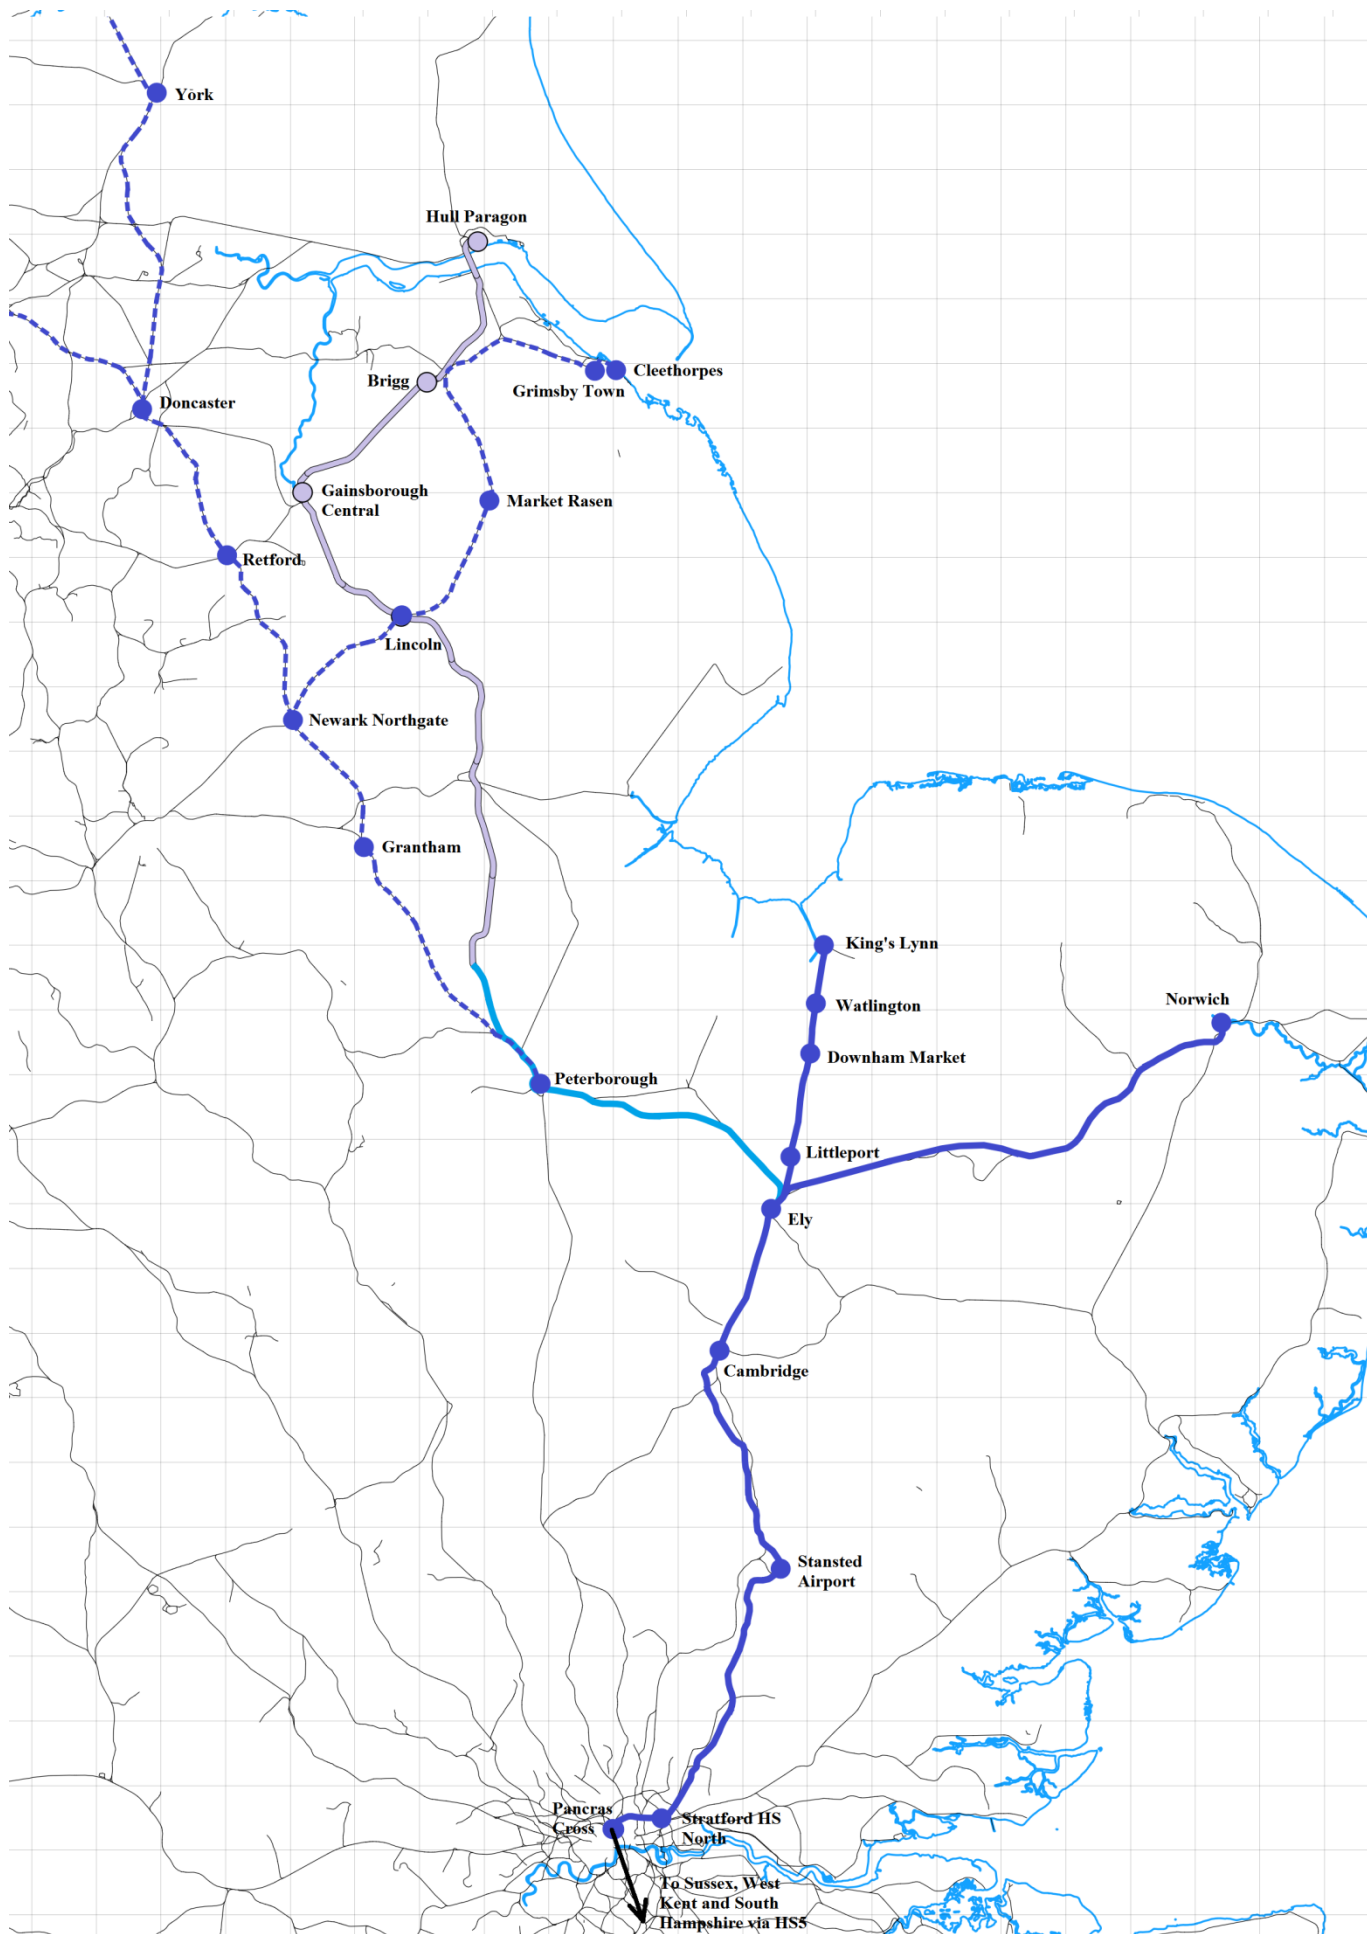 York
Hull Paragon
Cleethorpes
Brigg
Grimsby Town
Doncaster
Gainsborough
Central
Market Rasen
Retford
Lincoln
Newark Northgate
Grantham
King's Lynn
Norwich
Watlington
Downham Market
Peterborough
Littleport
Ely
Cambridge
Stansted
Airport
Pancras
Cross
Stratford HS
North
To Sussex, West
Kent and South
Hampshire via HS5